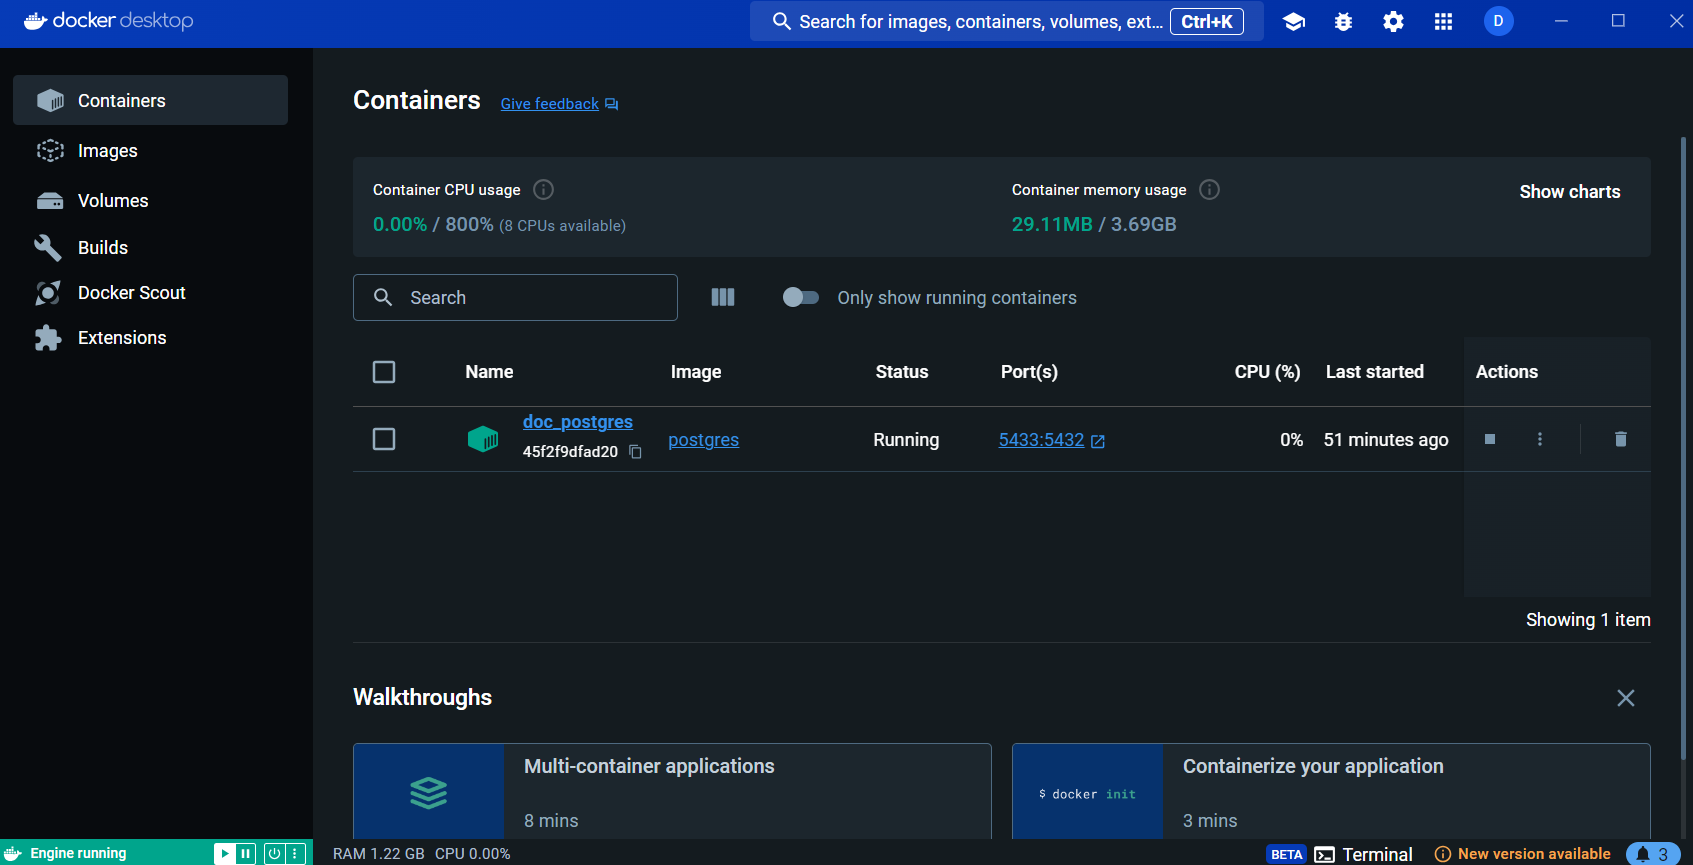 docker desktop
Search for images, containers, volumes, ext... Ctrl+K
D
Containers
Images
Volumes
Builds
Docker Scout
Extensions
Containers Give feedback
Container CPU usage
0.00% / 800% (8 CPUs available)
Container memory usage
29.11MB / 3.69GB
Show charts
Search
Only show running containers
Name Image Status Port(s) CPU (%) Last started Actions
doc_postgres
45f2f9dfad20
postgres Running 5433:5432 0% 51 minutes ago
Showing 1 item
Walkthroughs
Multi-container applications
8 mins
$ docker init
Containerize your application
3 mins
Engine running
RAM 1.22 GB CPU 0.00%
BETA Terminal New version available 3